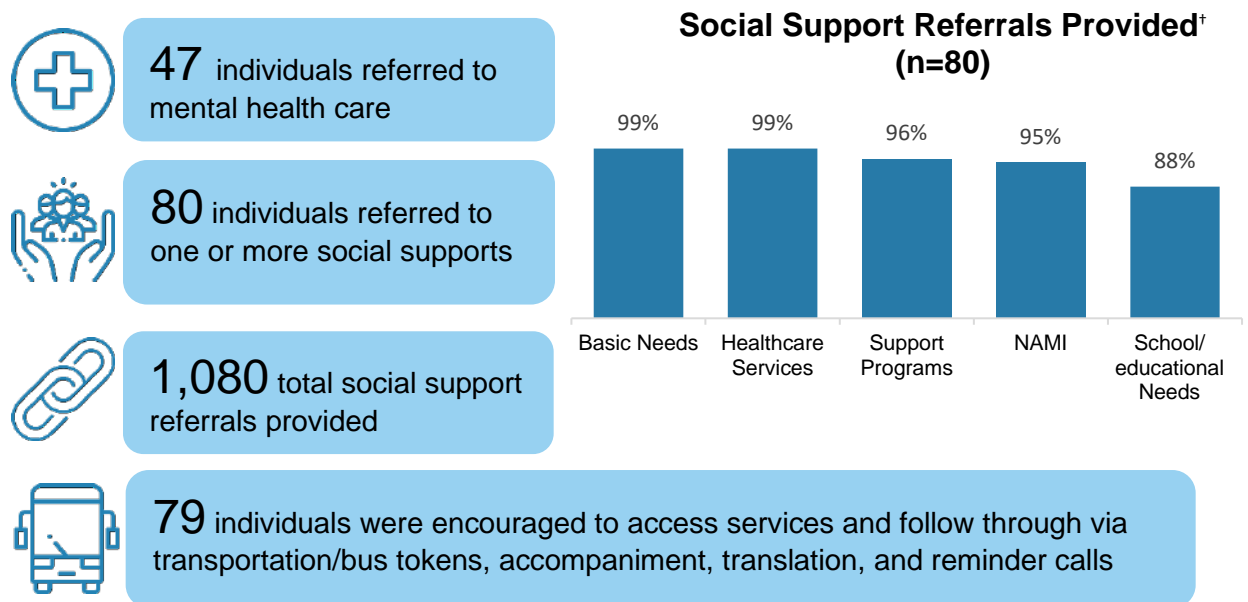 47 individuals referred to
mental health care
80 individuals referred to
one or more social supports
1,080 total social support
referrals provided
Social Support Referrals Provided†
(n=80)
99%
99%
96%
95%
88%
Basic Needs
Healthcare
Services
Support
Programs
NAMI
School/
educational
Needs
79 individuals were encouraged to access services and follow through via
transportation/bus tokens, accompaniment, translation, and reminder calls